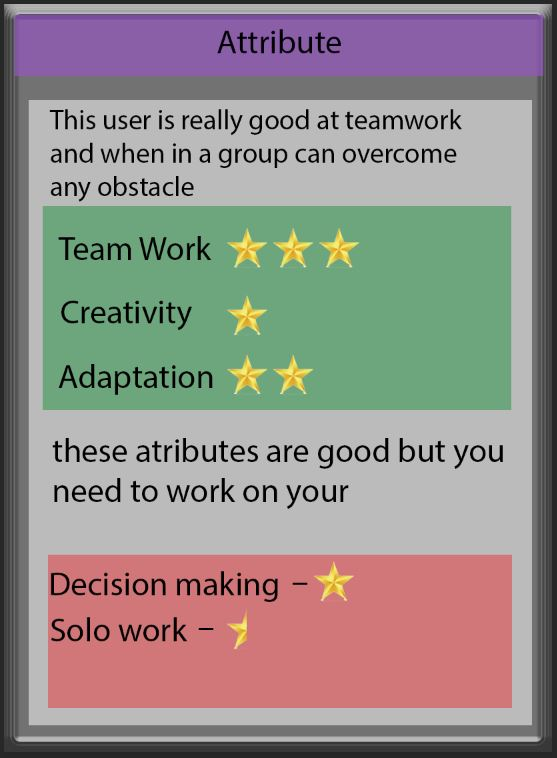 Attribute
This user is really good at teamwork
and when in a group can overcome
any obstacle
Team Work
Creativity
Adaptation
these atributes are good but you
need to work on your
Decision making –
Solo work –